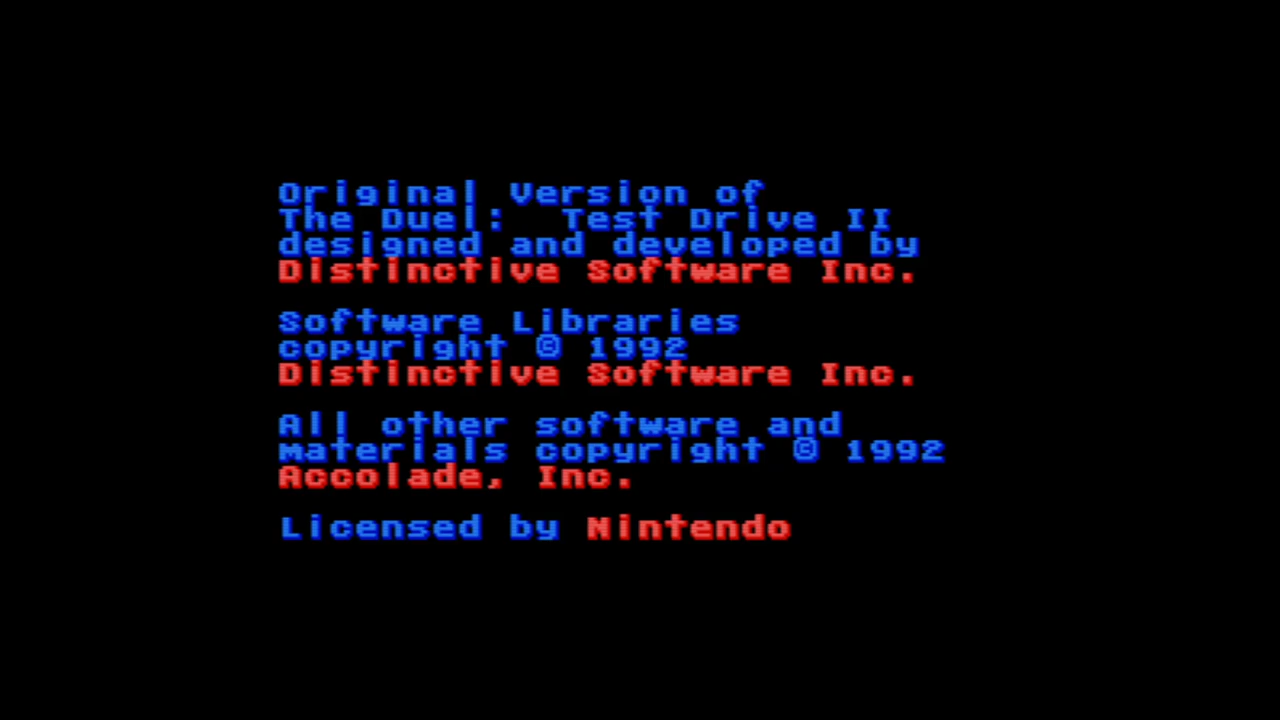 Original Version of
The Duel:  Test Drive II
designed and developed by
Distinctive Software Inc.
Software Libraries
copyright © 1992
Distinctive Software Inc.
All other software and
materials copyright © 1992
Accolade, Inc.
Licensed by Nintendo